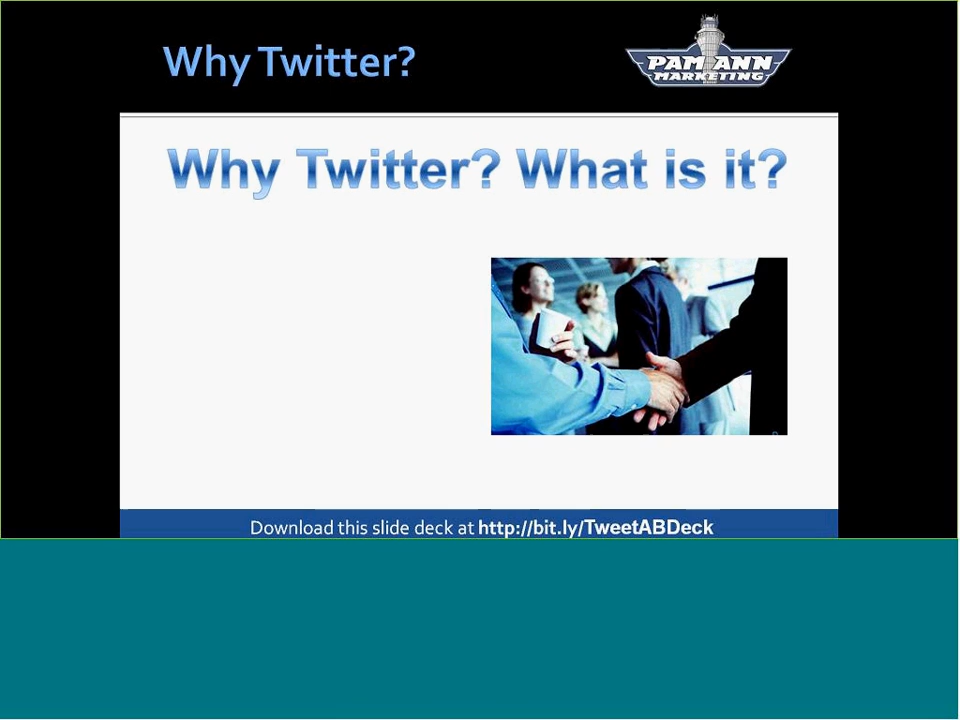 Why Twitter?
PAM ANN
MARKETING
Why Twitter? What is it?
Download this slide deck at http://bit.ly/TweetABDeck